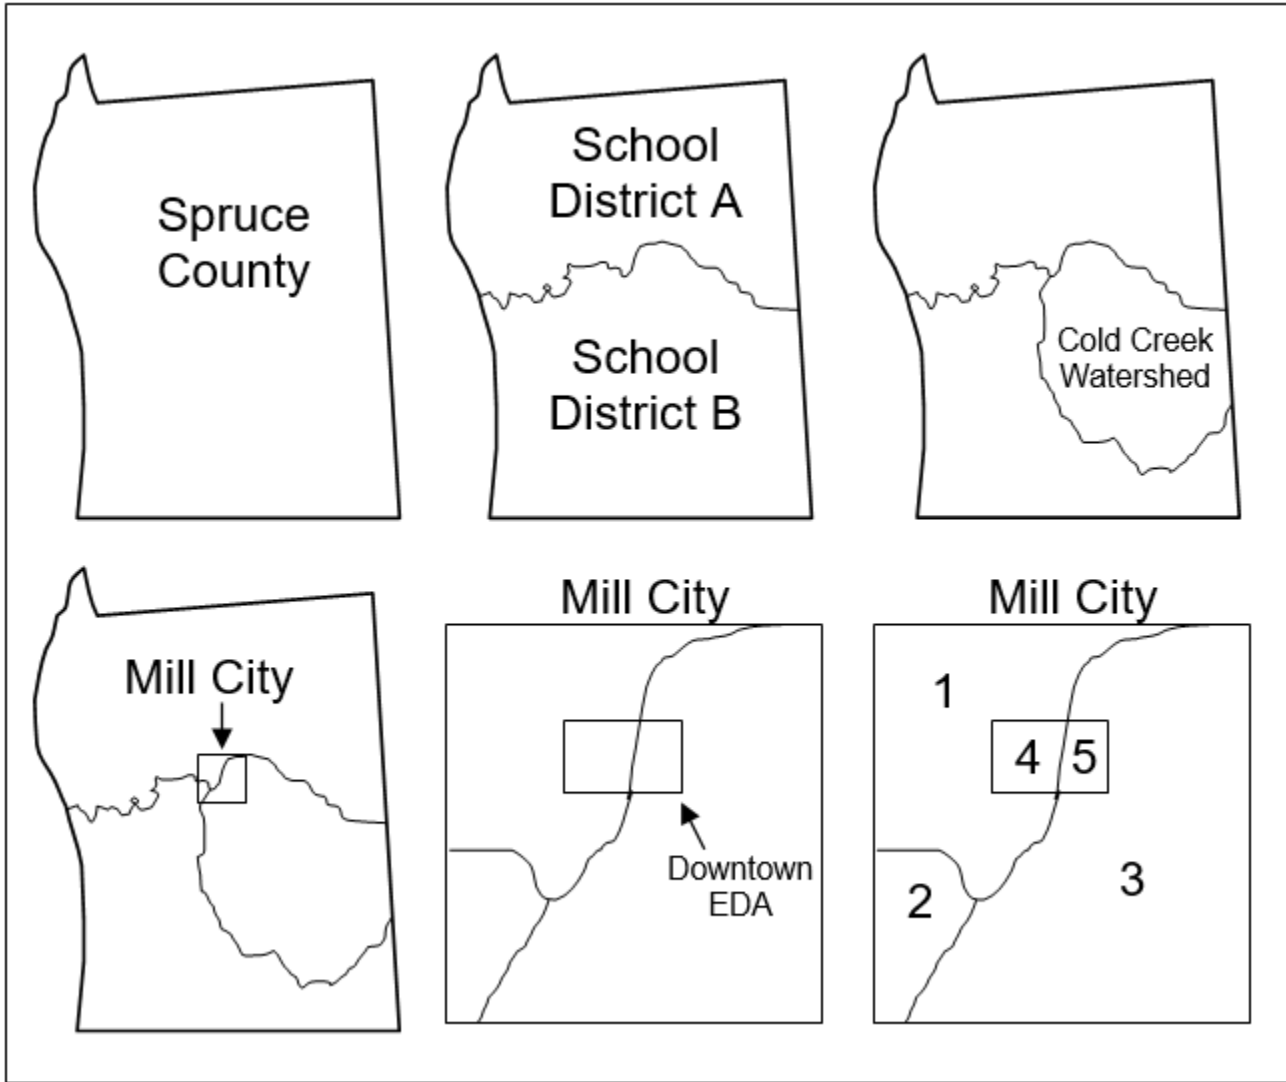 Spruce
County
School
District A
School
District B
Cold Creek
Watershed
Mill City
Mill City
Downtown
EDA
Mill City
1
4 5
3
2